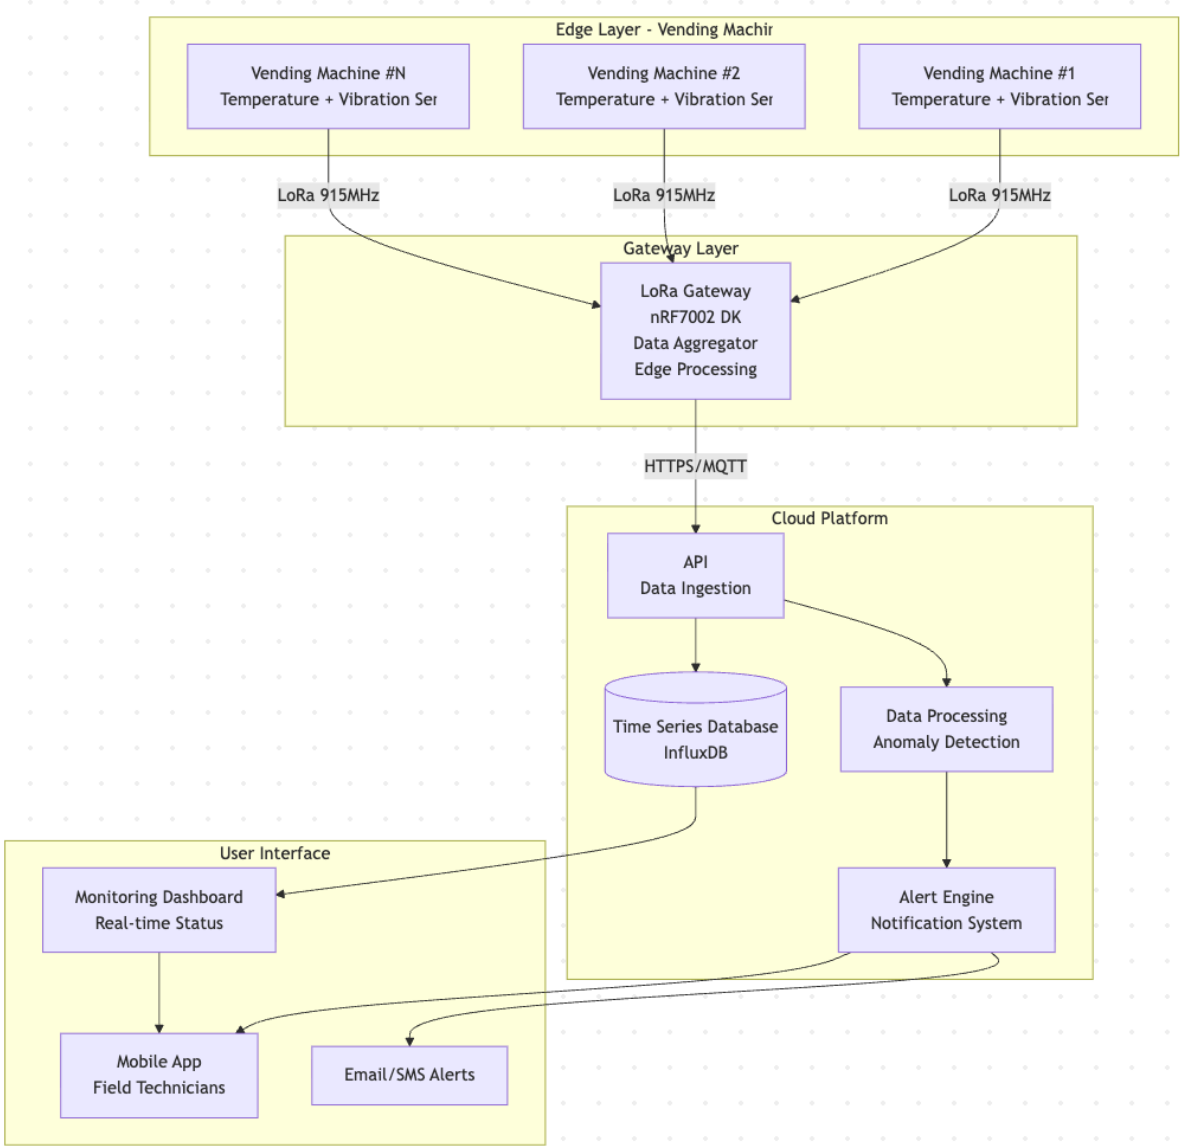 Edge Layer - Vending Machin
Vending Machine #N
Temperature + Vibration Ser
Vending Machine #2
Temperature + Vibration Ser
Vending Machine #1
Temperature + Vibration Ser
LoRa 915MHz
LoRa 915MHz
LoRa 915MHz
Gateway Layer
LoRa Gateway
nRF7002 DK
Data Aggregator
Edge Processing
HTTPS/MQTT
Cloud Platform
API
Data Ingestion
Time Series Database
InfluxDB
Data Processing
Anomaly Detection
User Interface
Monitoring Dashboard
Real-time Status
Alert Engine
Notification System
Mobile App
Field Technicians
Email/SMS Alerts